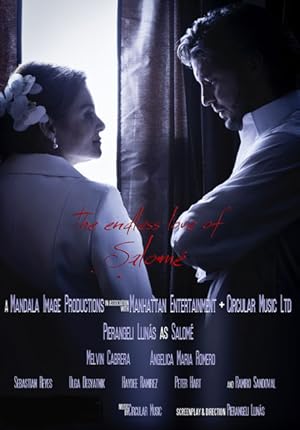 The endless love of
Salomé
A MANDALA IMAGE PRODUCTIONS IN ASSOCIATION WITH MANHATTAN ENTERTAINMENT + CIRCULAR MUSIC LTD
PIERANGELI LLINÁS AS SALOMÉ
MELVIN CABRERA ANGELICA MARIA ROMERO
SEBASTIAN REYES OLGA DESYATNIK HAYDEE RAMIREZ PETER HART AND RAMIRO SANDOVAL
MUSIC BY CIRCULAR MUSIC SCREENPLAY & DIRECTION PIERANGELI LLINÁS